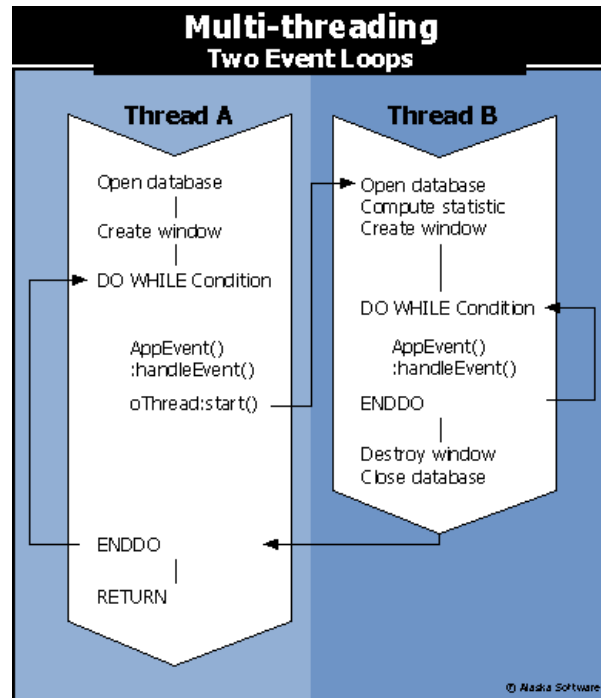 Multi-threading
Two Event Loops
Thread A
Open database
Create window
DO WHILE Condition
AppEvent()
:handleEvent()
oThread:start()
ENDDO
RETURN
Thread B
Open database
Compute statistic
Create window
DO WHILE Condition
AppEvent()
:handleEvent()
ENDDO
Destroy window
Close database
© Alaska Software